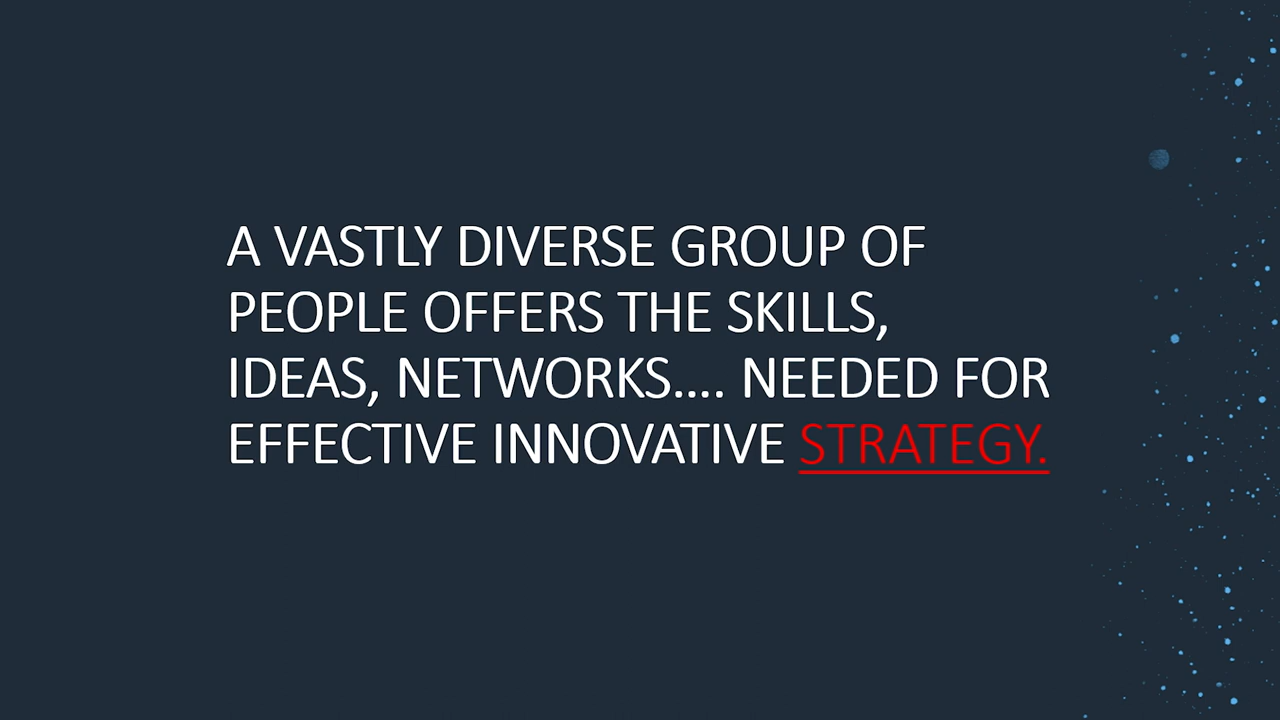 A VASTLY DIVERSE GROUP OF
PEOPLE OFFERS THE SKILLS,
IDEAS, NETWORKS.... NEEDED FOR
EFFECTIVE INNOVATIVE STRATEGY.